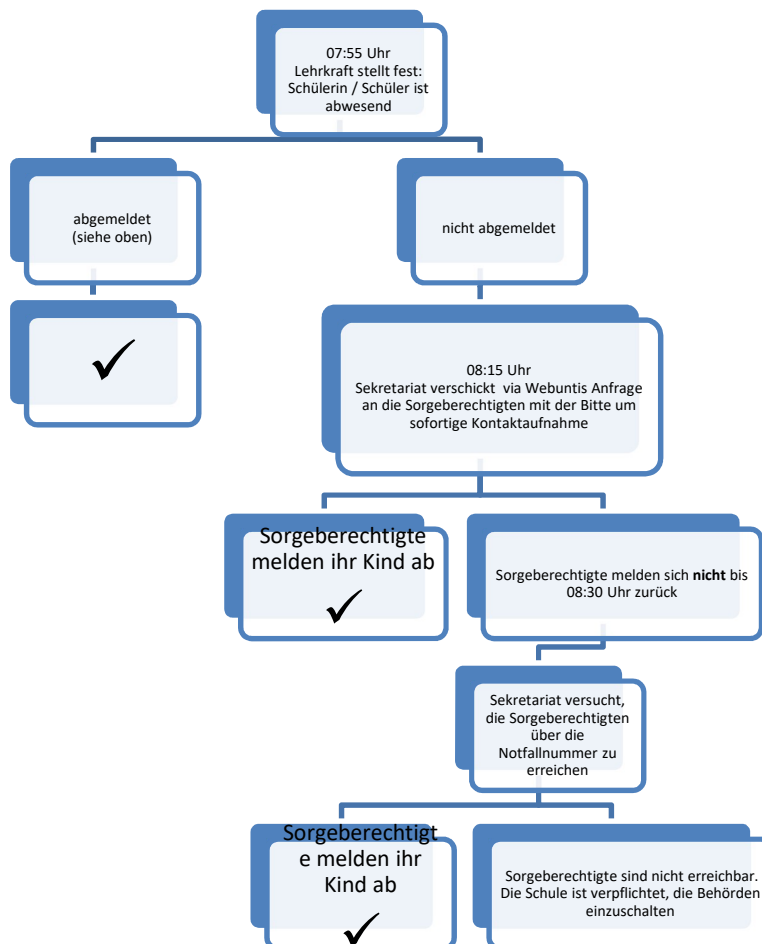 07:55 Uhr
Lehrkraft stellt fest:
Schülerin / Schüler ist
abwesend
abgemeldet
(siehe oben)
nicht abgemeldet
✓
08:15 Uhr
Sekretariat verschickt via Webuntis Anfrage
an die Sorgeberechtigten mit der Bitte um
sofortige Kontaktaufnahme
Sorgeberechtigte
melden ihr Kind ab
✓
Sorgeberechtigte melden sich nicht bis
08:30 Uhr zurück
Sekretariat versucht,
die Sorgeberechtigten
über die
Notfallnummer zu
erreichen
Sorgeberechtigt
e melden ihr
Kind ab
✓
Sorgeberechtigte sind nicht erreichbar.
Die Schule ist verpflichtet, die Behörden
einzuschalten